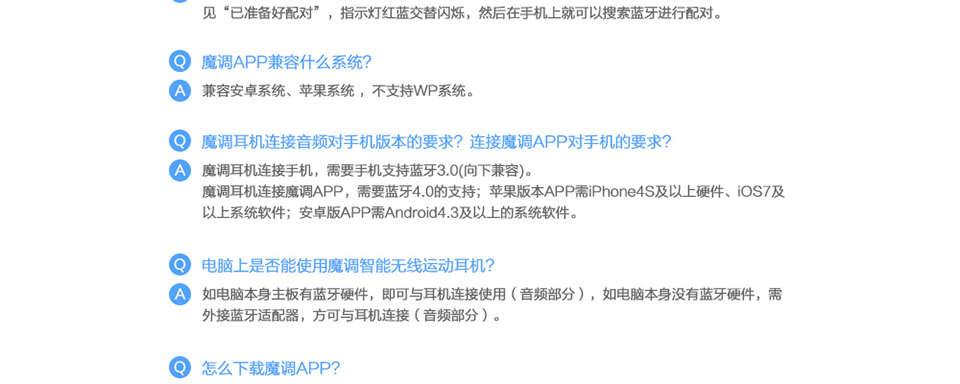 见“已准备好配对”，指示灯红蓝交替闪烁，然后在手机上就可以搜索蓝牙进行配对。
Q 魔调APP兼容什么系统?
A 兼容安卓系统、苹果系统 ，不支持WP系统。
Q 魔调耳机连接音频对手机版本的要求? 连接魔调APP对手机的要求?
A 魔调耳机连接手机，需要手机支持蓝牙3.0(向下兼容)。
魔调耳机连接魔调APP，需要蓝牙4.0的支持；苹果版本APP需iPhone4S及以上硬件、iOS7及
以上系统软件；安卓版APP需Android4.3及以上的系统软件。
Q 电脑上是否能使用魔调智能无线运动耳机?
A 如电脑本身主板有蓝牙硬件，即可与耳机连接使用（音频部分），如电脑本身没有蓝牙硬件，需
外接蓝牙适配器，方可与耳机连接（音频部分）。
Q 怎么下载魔调APP?